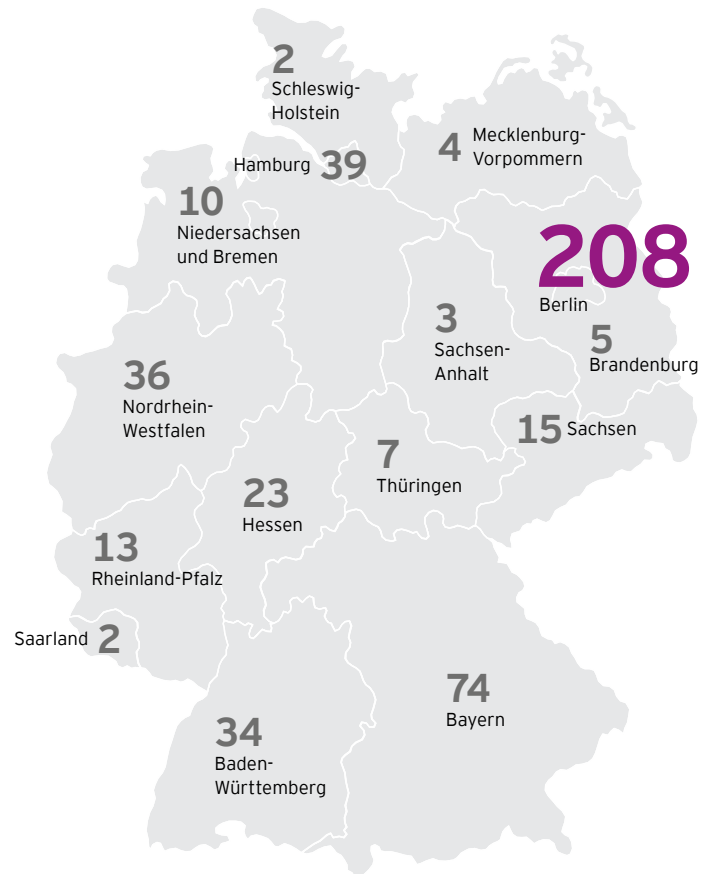 2
Schleswig-
Holstein
Hamburg 39
4 Mecklenburg-
Vorpommern
10
Niedersachsen
und Bremen
208
Berlin
3
Sachsen-
Anhalt
5
Brandenburg
36
Nordrhein-
Westfalen
15 Sachsen
7
Thüringen
23
Hessen
13
Rheinland-Pfalz
Saarland 2
74
Bayern
34
Baden-
Württemberg